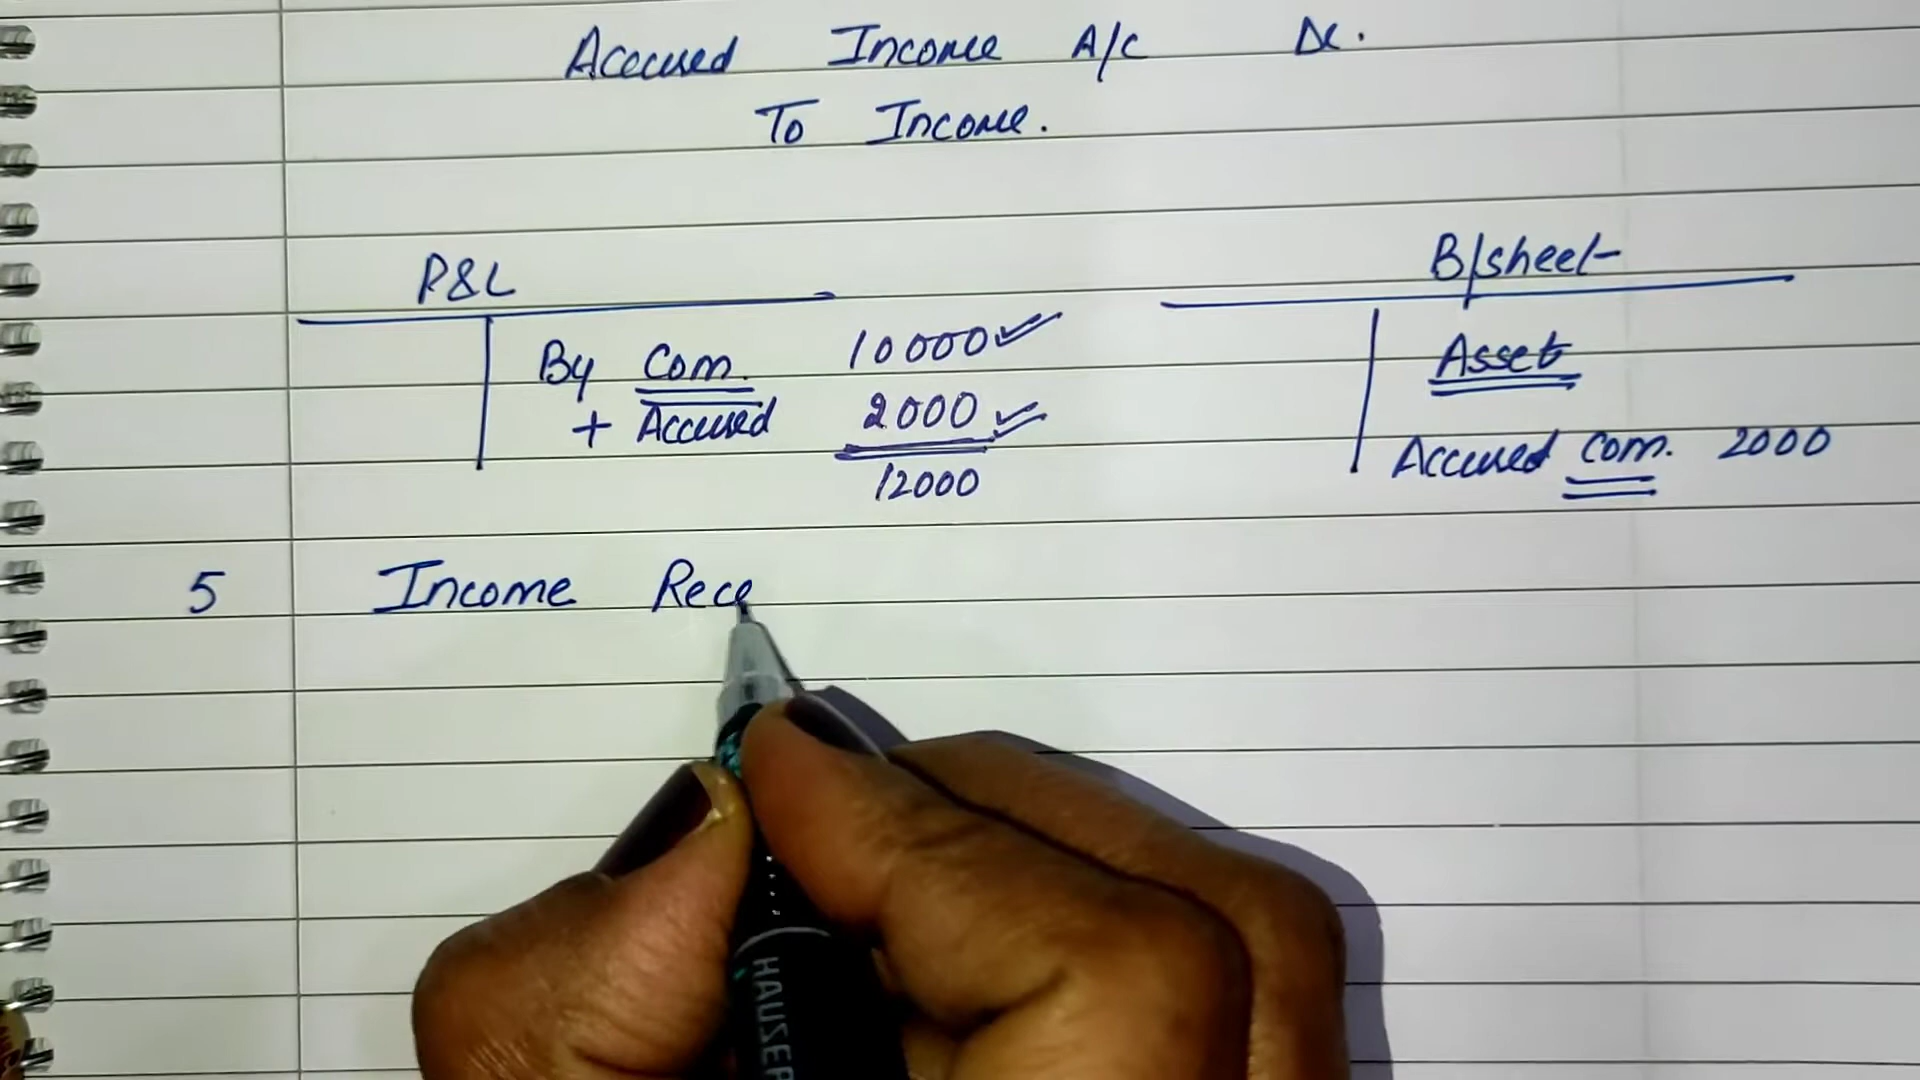 Accrued Income A/c Dr.
To Income.
P&L
B/sheet
By Com. 10000
+ Accrued 2000
12000
Asset
Accrued com. 2000
5 Income Rece
HAUSER